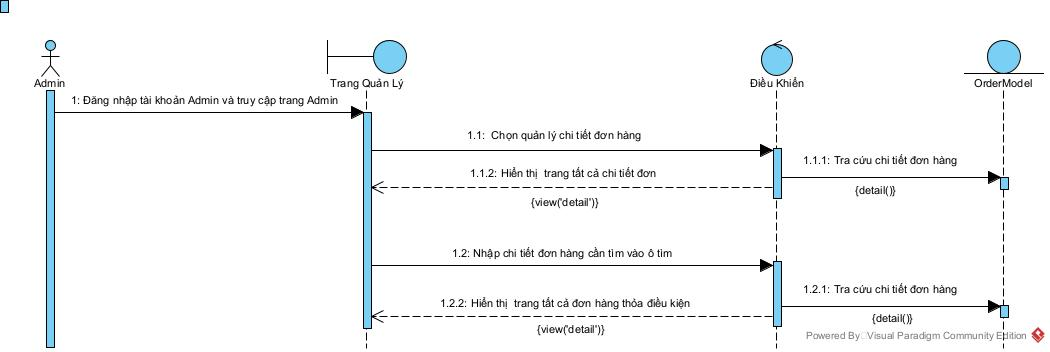 Admin
Trang Quản Lý
Điều Khiển
OrderModel
1: Đăng nhập tài khoản Admin và truy cập trang Admin
1.1: Chọn quản lý chi tiết đơn hàng
1.1.1: Tra cứu chi tiết đơn hàng
1.1.2: Hiển thị trang tất cả chi tiết đơn
{detail()}
{view('detail')}
1.2: Nhập chi tiết đơn hàng cần tìm vào ô tìm
1.2.1: Tra cứu chi tiết đơn hàng
1.2.2: Hiển thị trang tất cả đơn hàng thỏa điều kiện
{detail()}
{view('detail')}
Powered By Visual Paradigm Community Edition